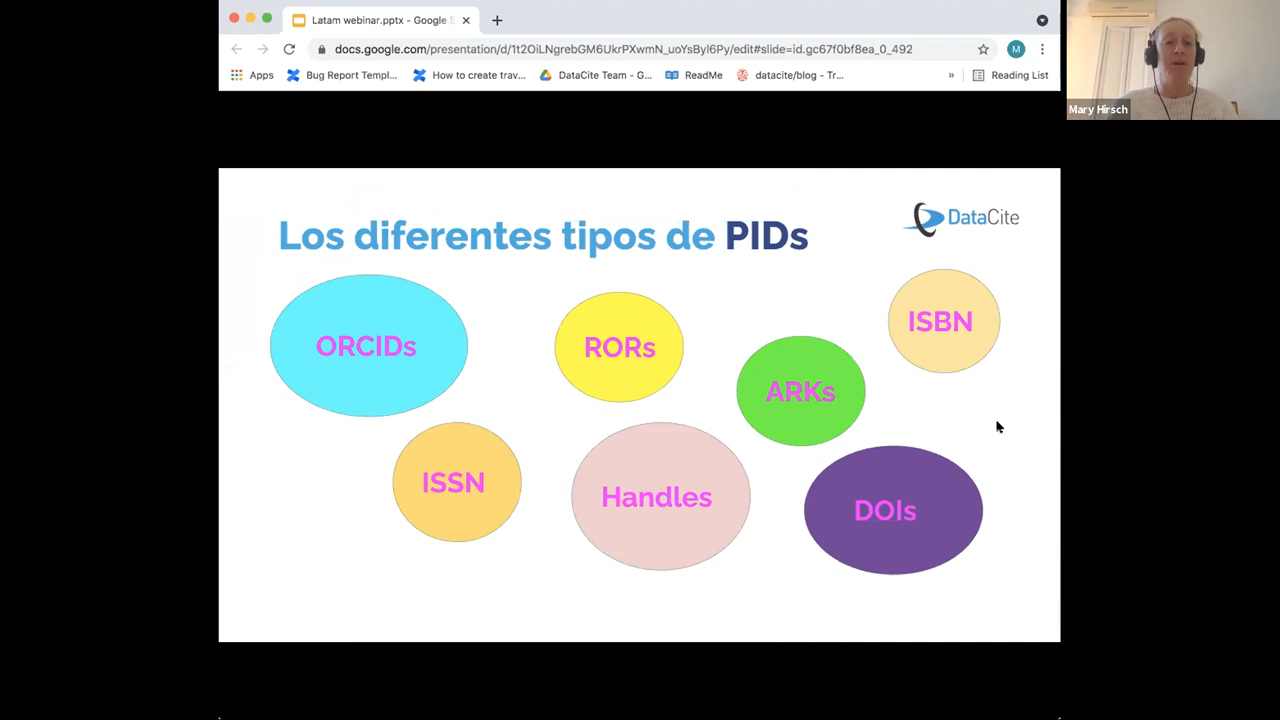 Latam webinar.pptx - Google S
docs.google.com/presentation/d/1t2OiLNgrebGM6UkrPXwmN_uoYsByl6Py/edit#slide=id.gc67f0bf8ea_0_492
M
Apps
Bug Report Templ...
How to create trav...
DataCite Team - G...
ReadMe
datacite/blog - Tr...
»
Reading List
Mary Hirsch
Los diferentes tipos de PIDs
DataCite
ORCIDs
RORs
ARKs
ISBN
ISSN
Handles
DOIs